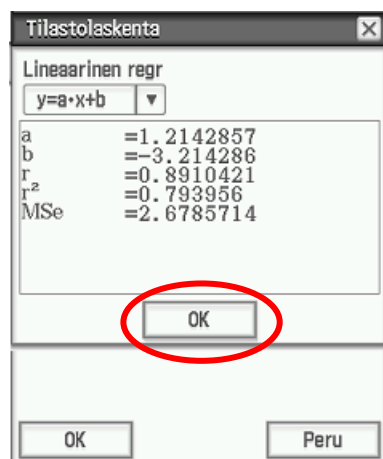 Tilastolaskenta
Lineaarinen regr
y=a•x+b
a =1.2142857
b =-3.214286
r =0.8910421
r² =0.793956
MSe =2.6785714
OK
OK Peru